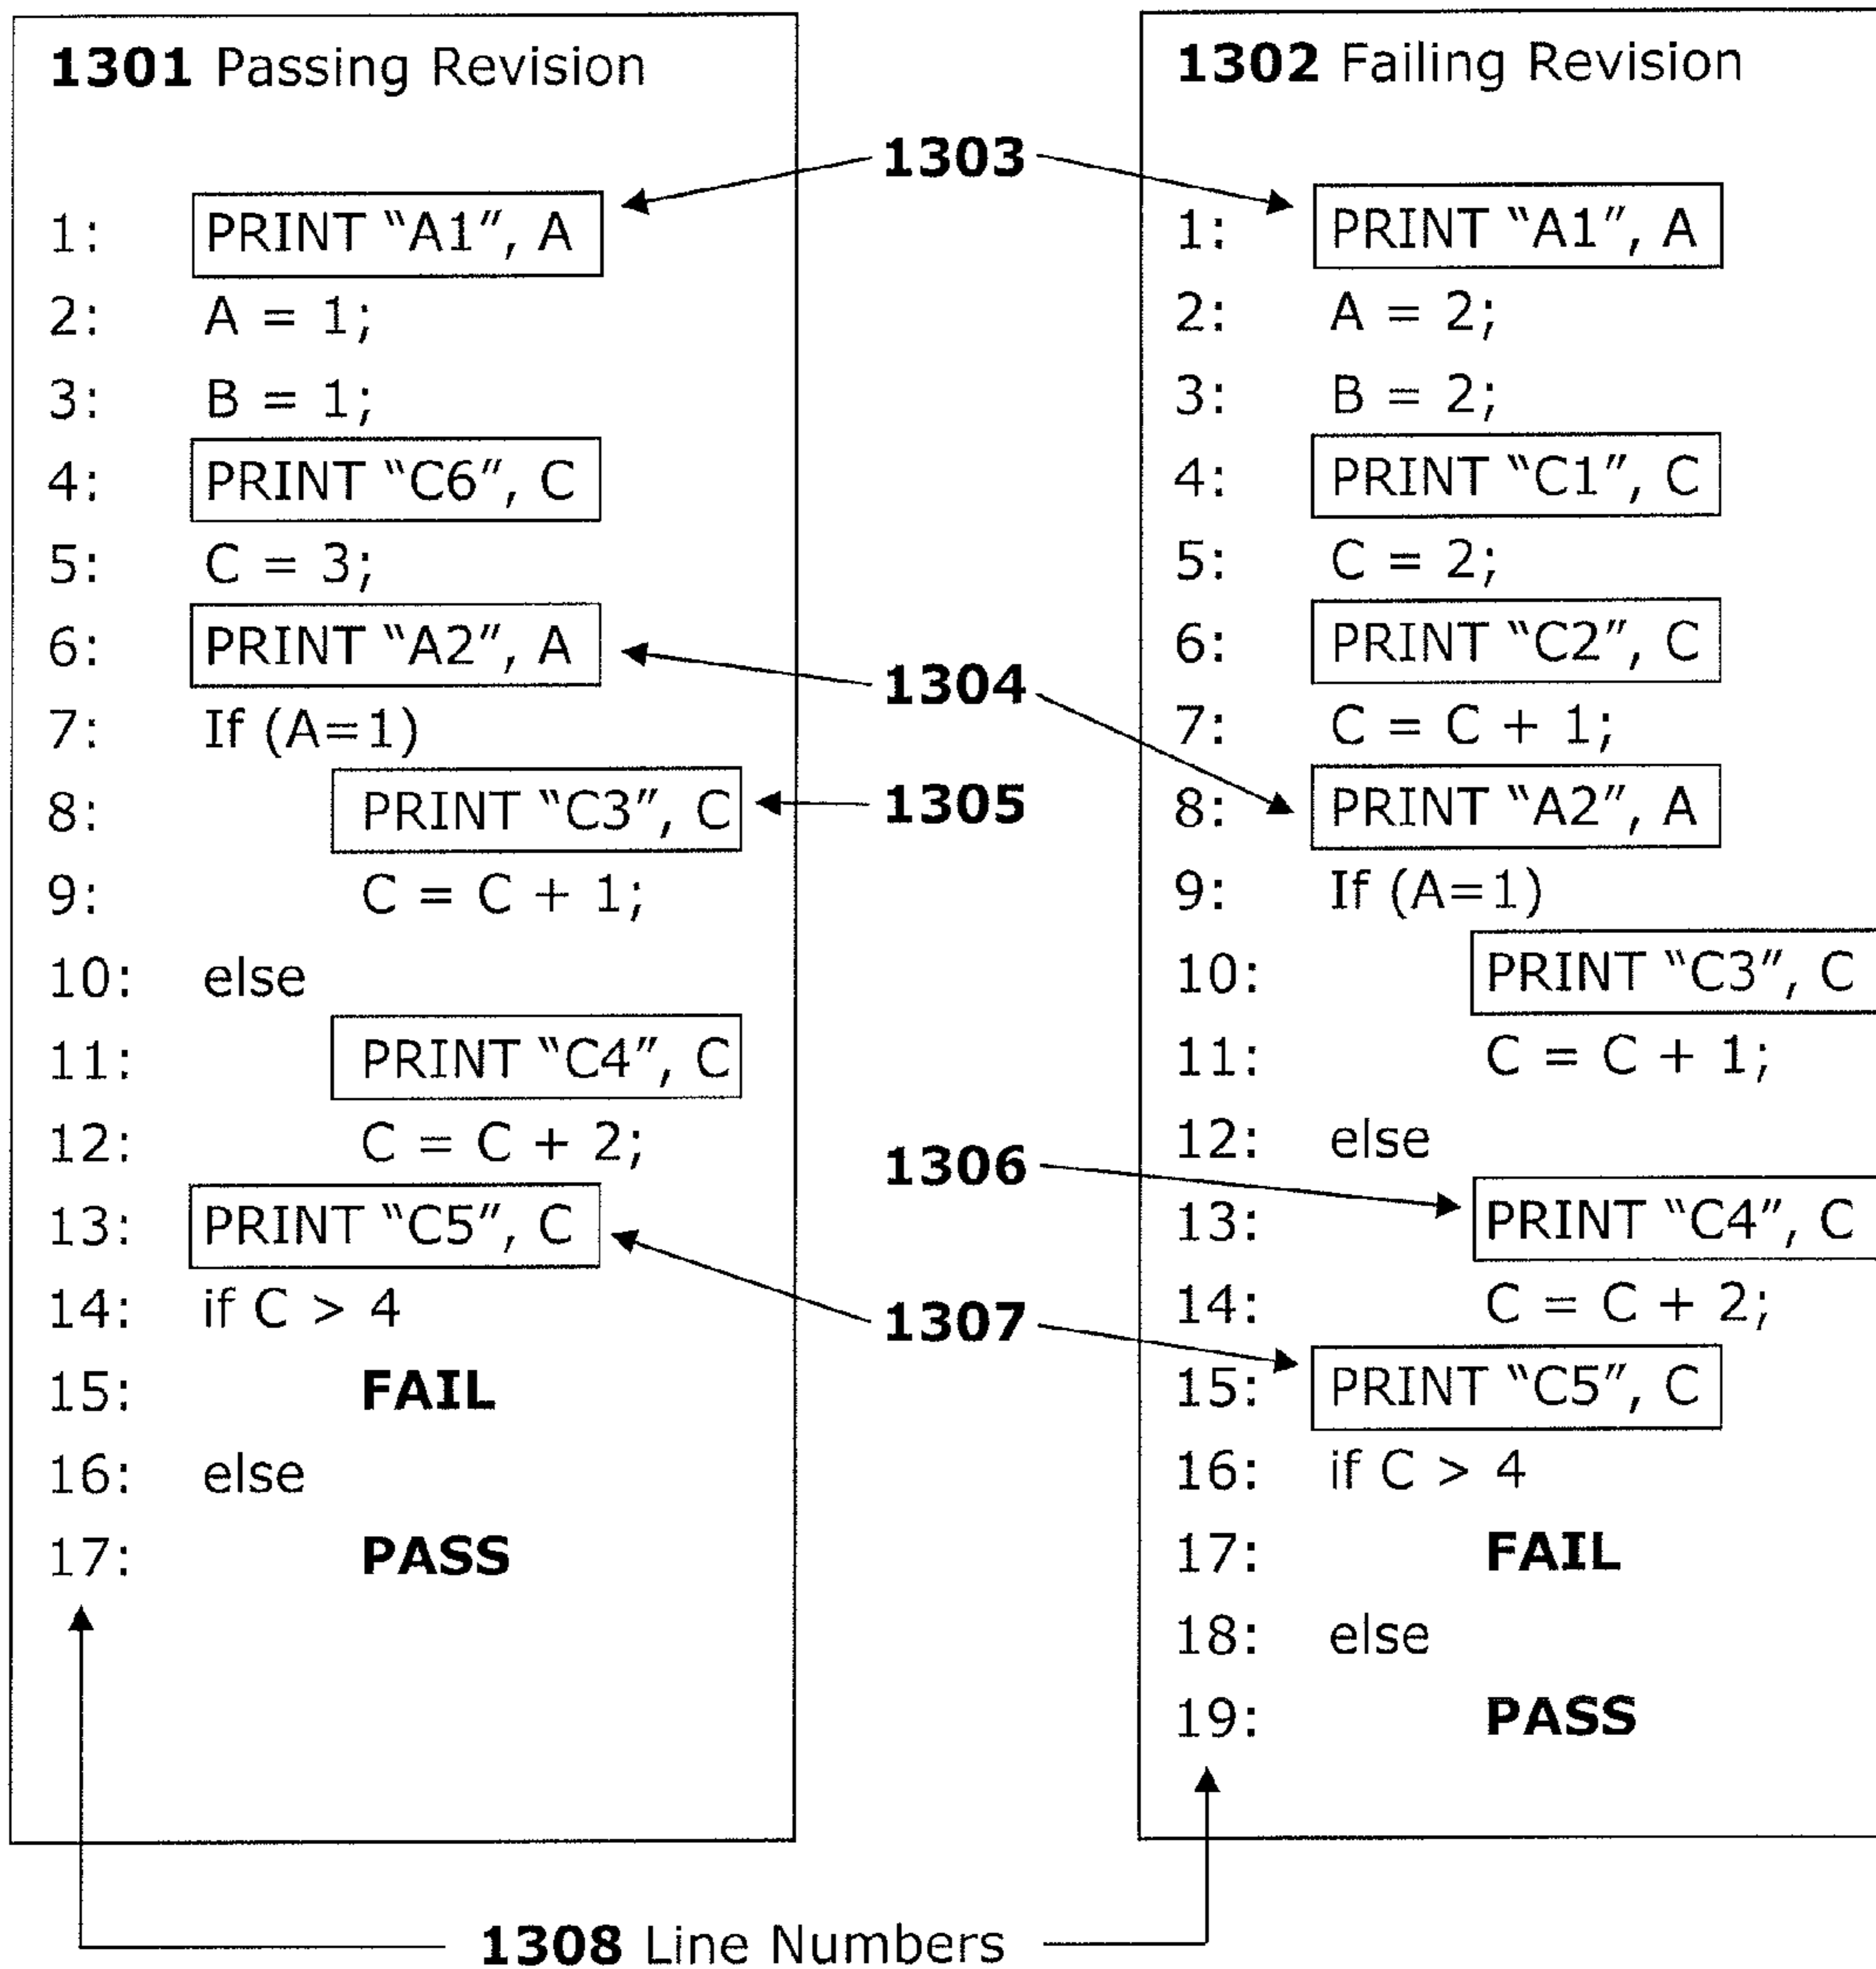 1301 Passing Revision
1: PRINT “A1”, A
2: A = 1;
3: B = 1;
4: PRINT “C6”, C
5: C = 3;
6: PRINT “A2”, A
7: If (A=1)
8: PRINT “C3”, C
9: C = C + 1;
10: else
11: PRINT “C4”, C
12: C = C + 2;
13: PRINT “C5”, C
14: if C > 4
15: FAIL
16: else
17: PASS
1303
1304
1305
1306
1307
1302 Failing Revision
1: PRINT “A1”, A
2: A = 2;
3: B = 2;
4: PRINT “C1”, C
5: C = 2;
6: PRINT “C2”, C
7: C = C + 1;
8: PRINT “A2”, A
9: If (A=1)
10: PRINT “C3”, C
11: C = C + 1;
12: else
13: PRINT “C4”, C
14: C = C + 2;
15: PRINT “C5”, C
16: if C > 4
17: FAIL
18: else
19: PASS
1308 Line Numbers